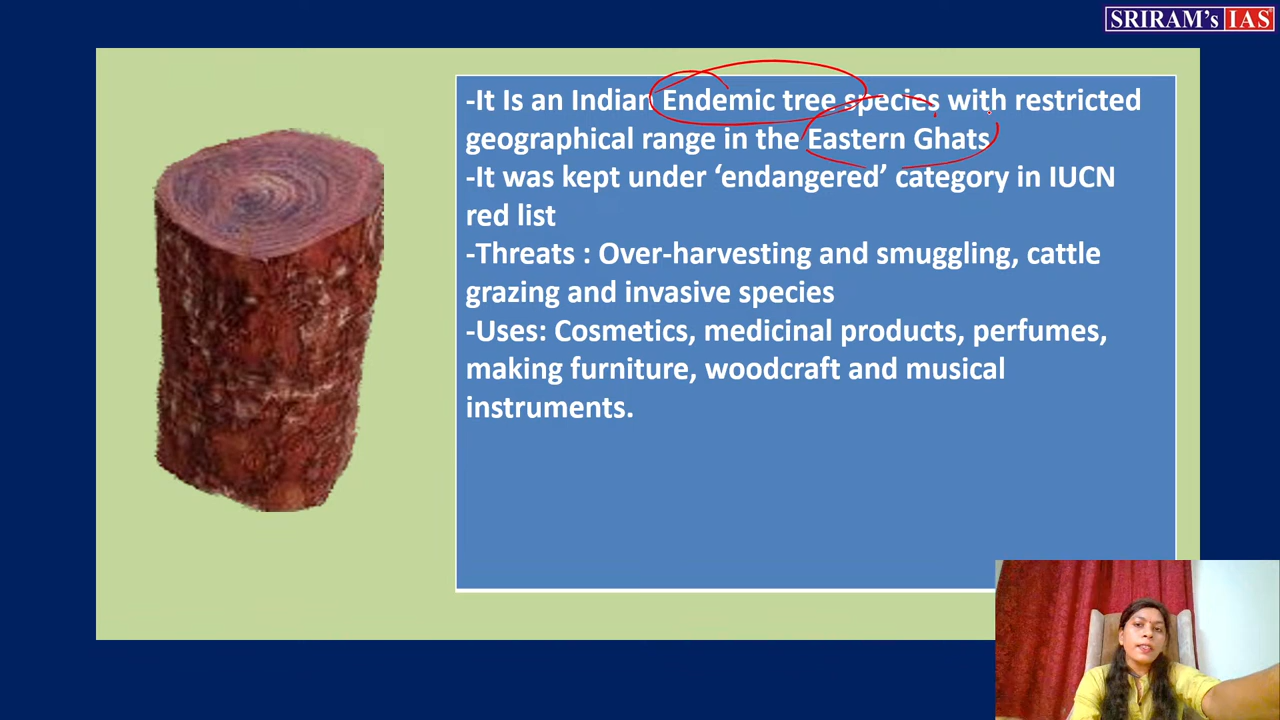 SRIRAM's IAS
-It Is an Indian Endemic tree species with restricted
geographical range in the Eastern Ghats
-It was kept under ‘endangered’ category in IUCN
red list
-Threats : Over-harvesting and smuggling, cattle
grazing and invasive species
-Uses: Cosmetics, medicinal products, perfumes,
making furniture, woodcraft and musical
instruments.